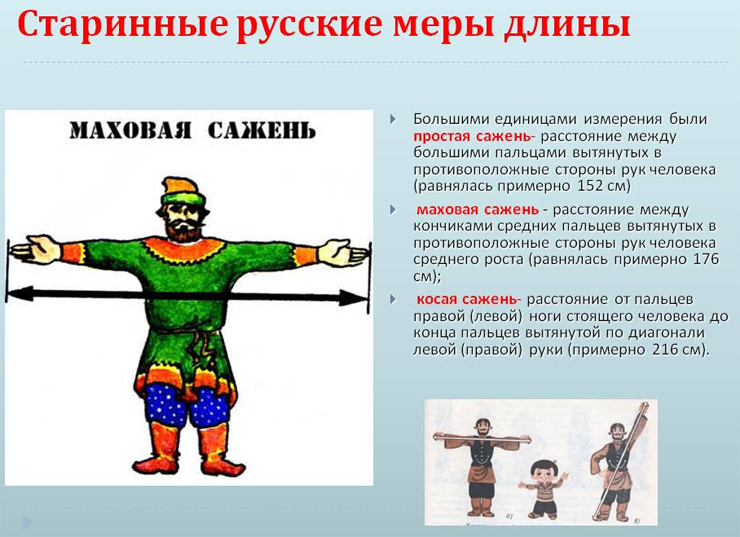 Старинные русские меры длины
МАХОВАЯ САЖЕНЬ
Большими единицами измерения были
простая сажень- расстояние между
большими пальцами вытянутых в
противоположные стороны рук человека
(равнялась примерно 152 см)
маховая сажень - расстояние между
кончиками средних пальцев вытянутых в
противоположные стороны рук человека
среднего роста (равнялась примерно 176
см);
косая сажень- расстояние от пальцев
правой (левой) ноги стоящего человека до
конца пальцев вытянутой по диагонали
левой (правой) руки (примерно 216 см).